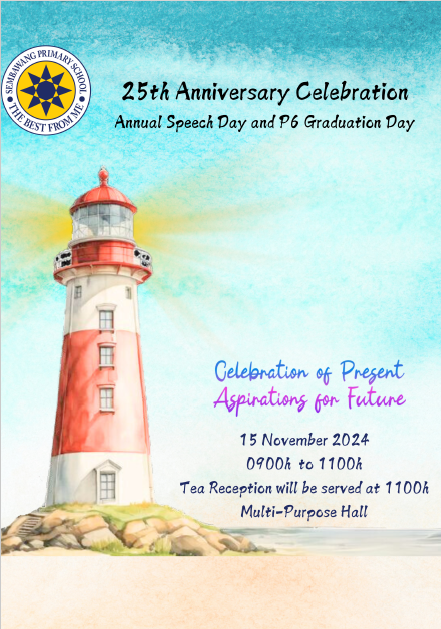 SEMBAWANG PRIMARY SCHOOL
THE BEST FROM ME
25th Anniversary Celebration
Annual Speech Day and P6 Graduation Day
Celebration of Present
Aspirations for Future
15 November 2024
0900h to 1100h
Tea Reception will be served at 1100h
Multi-Purpose Hall